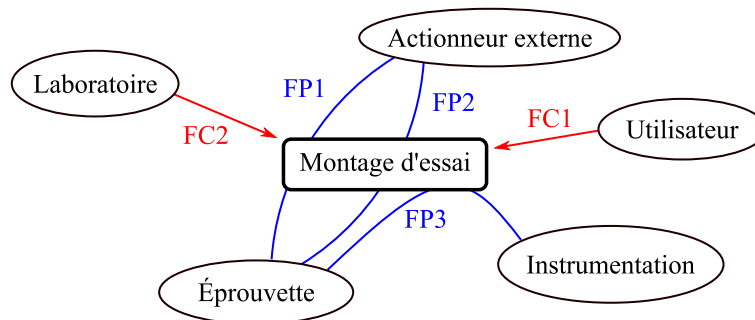 Actionneur externe
Laboratoire
FP1
FP2
FC1
Utilisateur
FC2
Montage d'essai
FP3
Instrumentation
Éprouvette